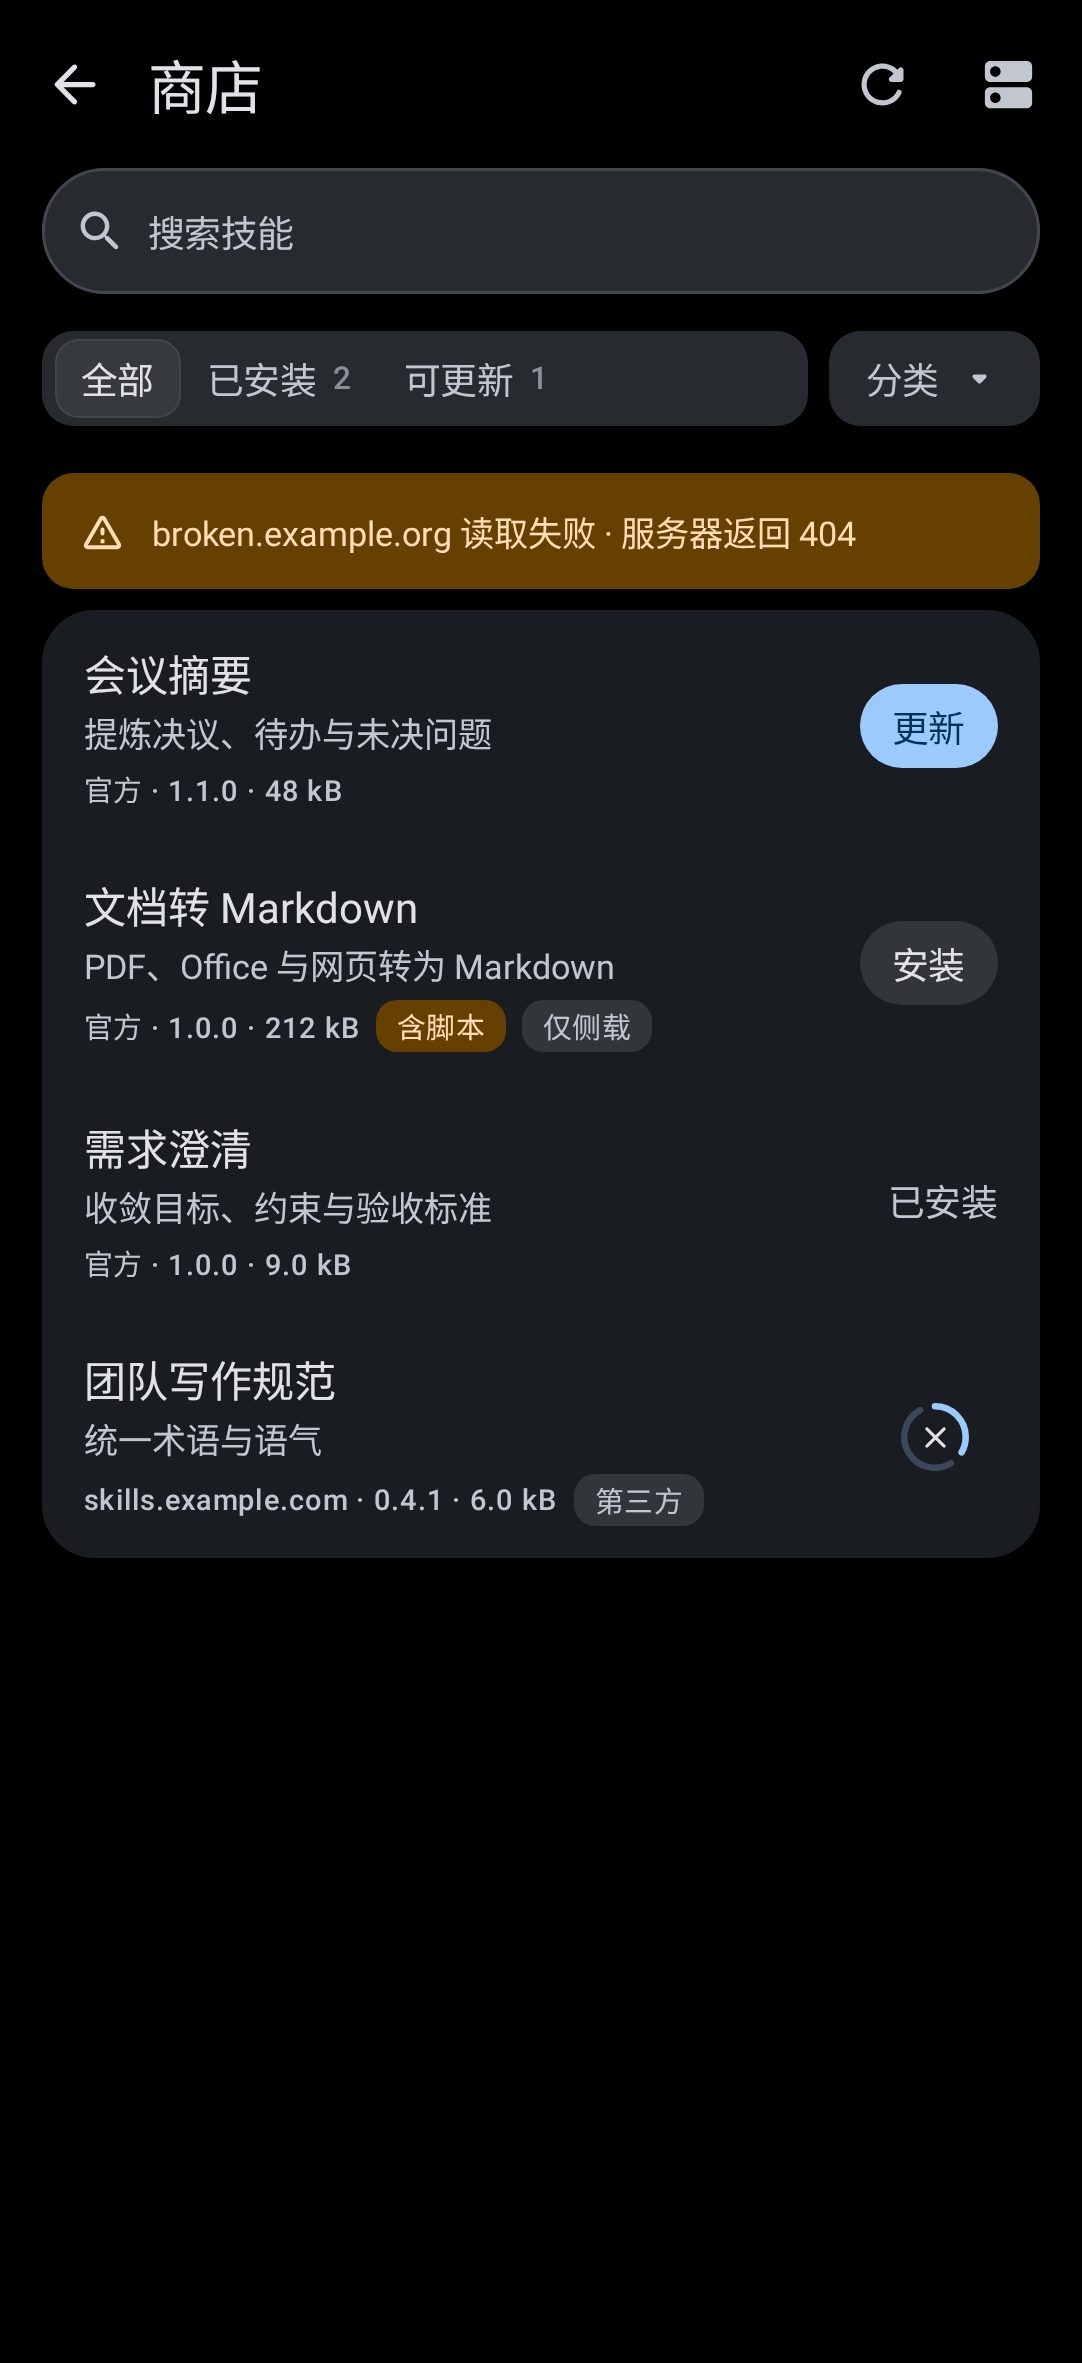 商店
搜索技能
全部 已安装 2 可更新 1 分类
broken.example.org 读取失败 · 服务器返回 404
会议摘要
提炼决议、待办与未决问题
官方 · 1.1.0 · 48 kB
更新
文档转 Markdown
PDF、Office 与网页转为 Markdown
官方 · 1.0.0 · 212 kB 含脚本 仅侧载
安装
需求澄清
收敛目标、约束与验收标准
官方 · 1.0.0 · 9.0 kB
已安装
团队写作规范
统一术语与语气
skills.example.com · 0.4.1 · 6.0 kB 第三方